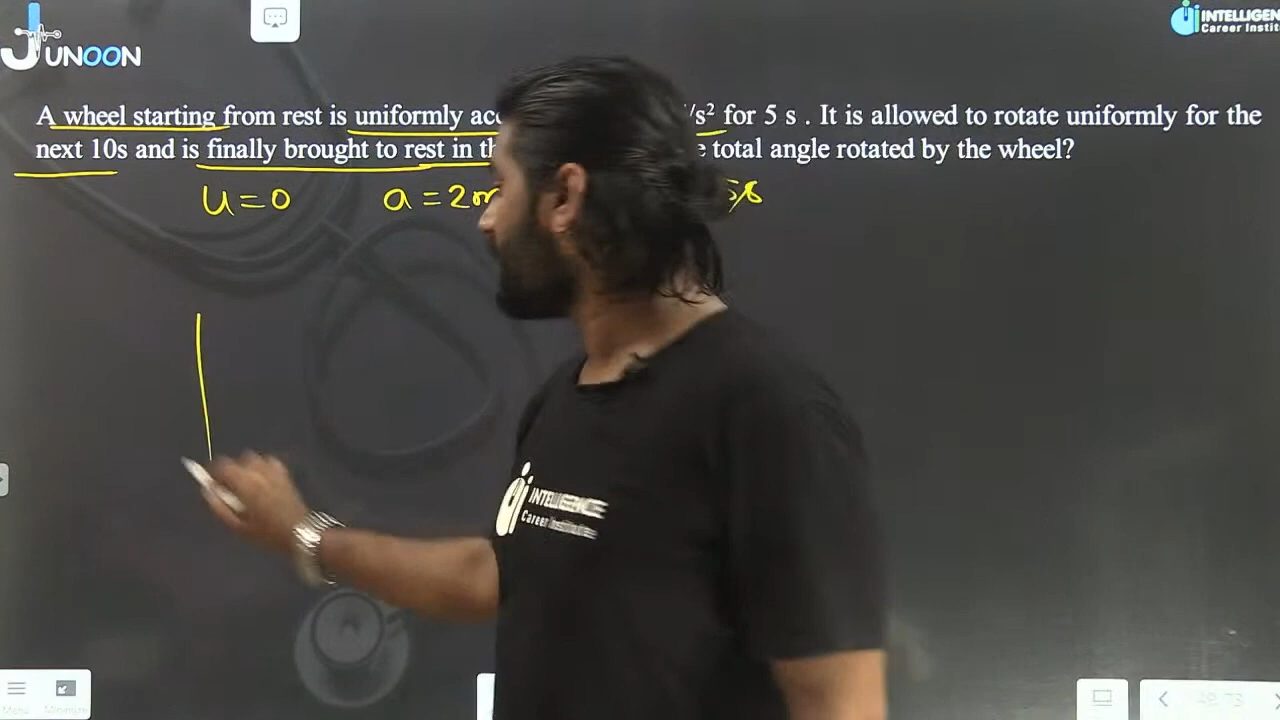 JUNOON
INTELLIGEN
Career Instit
A wheel starting from rest is uniformly acc /s² for 5 s . It is allowed to rotate uniformly for the
next 10s and is finally brought to rest in th e total angle rotated by the wheel?
u=0 a=2m
INTELLIGENCE
Career Institute
Menu
Minimize